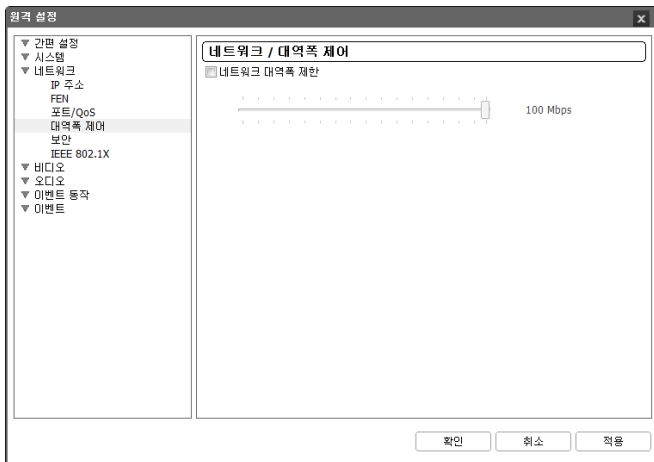 원격 설정
간편 설정
시스템
네트워크
IP 주소
FEN
포트/QoS
대역폭 제어
보안
IEEE 802.1X
비디오
오디오
이벤트 동작
이벤트
네트워크 / 대역폭 제어
네트워크 대역폭 제한
100 Mbps
확인
취소
적용